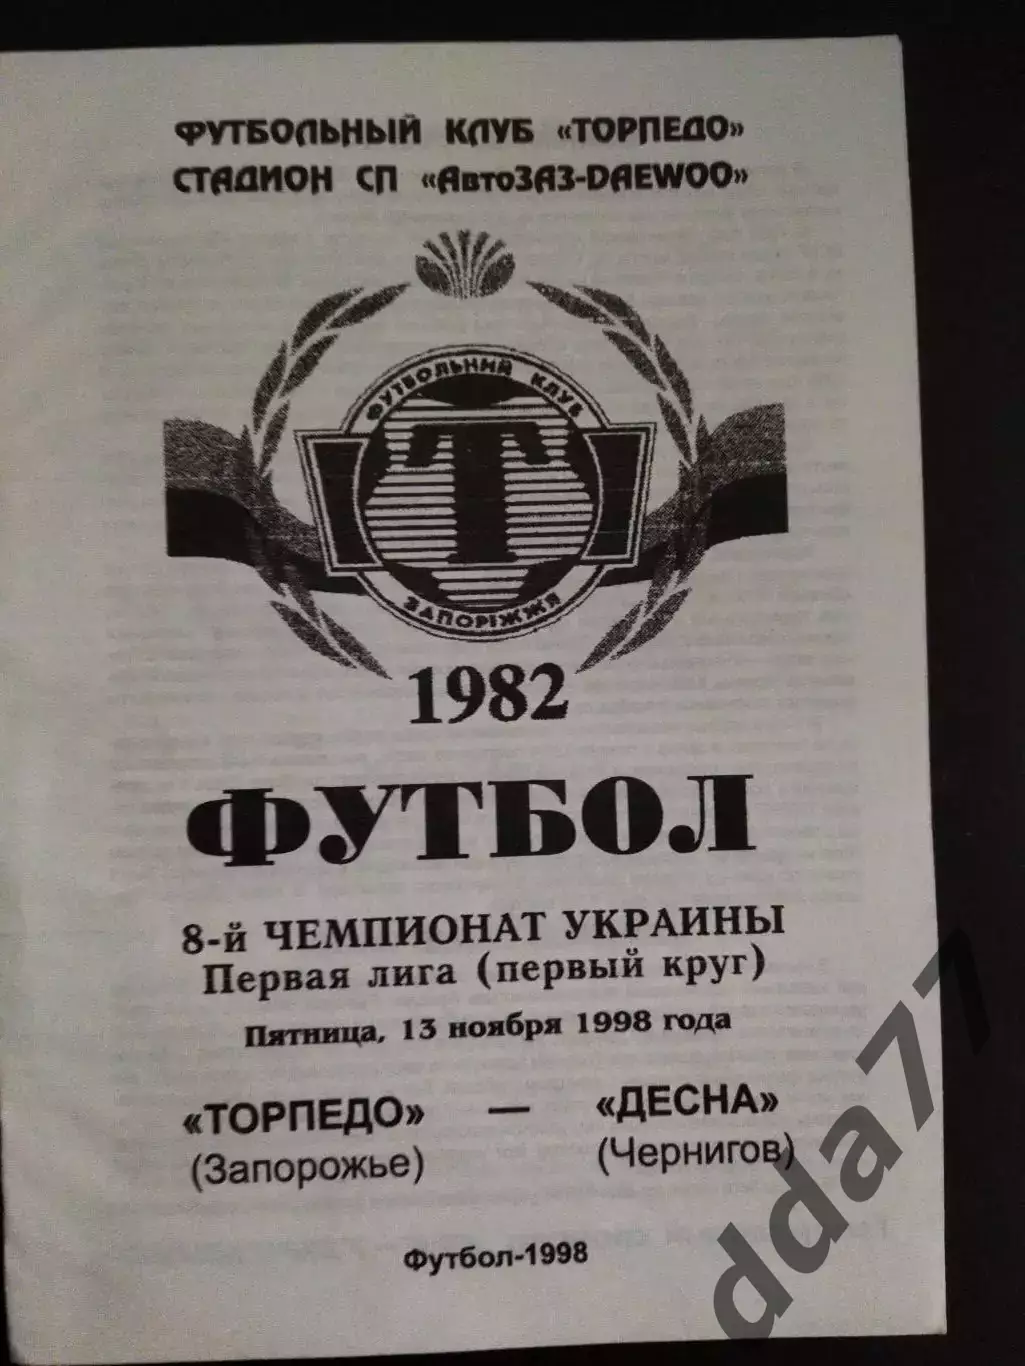 ФУТБОЛЬНЫЙ КЛУБ «ТОРПЕДО»
СТАДИОН СП «АвтоЗАЗ-DAEWOO»
ФУТБОЛЬНИЙ КЛУБ
Т
ЗАПОРІЖЖЯ
1982
ФУТБОЛ
8-й ЧЕМПИОНАТ УКРАИНЫ
Первая лига (первый круг)
Пятница, 13 ноября 1998 года
«ТОРПЕДО» — «ДЕСНА»
(Запорожье) (Чернигов)
Футбол-1998
dda77